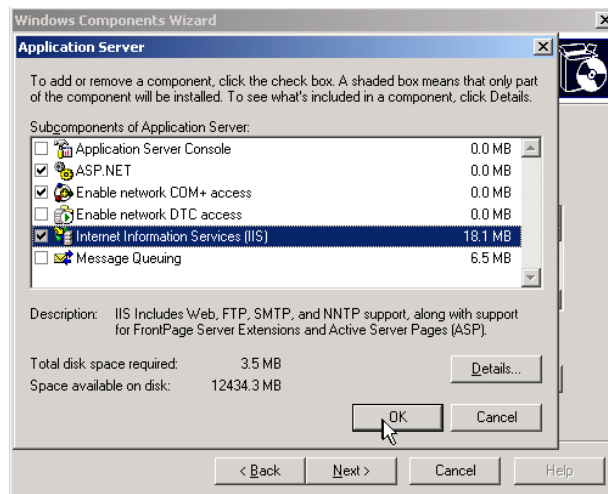 Windows Components Wizard
Application Server
To add or remove a component, click the check box. A shaded box means that only part
of the component will be installed. To see what's included in a component, click Details.
Subcomponents of Application Server:
Application Server Console 0.0 MB
ASP.NET 0.0 MB
Enable network COM+ access 0.0 MB
Enable network DTC access 0.0 MB
Internet Information Services (IIS) 18.1 MB
Message Queuing 6.5 MB
Description: IIS Includes Web, FTP, SMTP, and NNTP support, along with support
for FrontPage Server Extensions and Active Server Pages (ASP).
Total disk space required: 3.5 MB
Details...
Space available on disk: 12434.3 MB
OK Cancel
< Back Next > Cancel Help